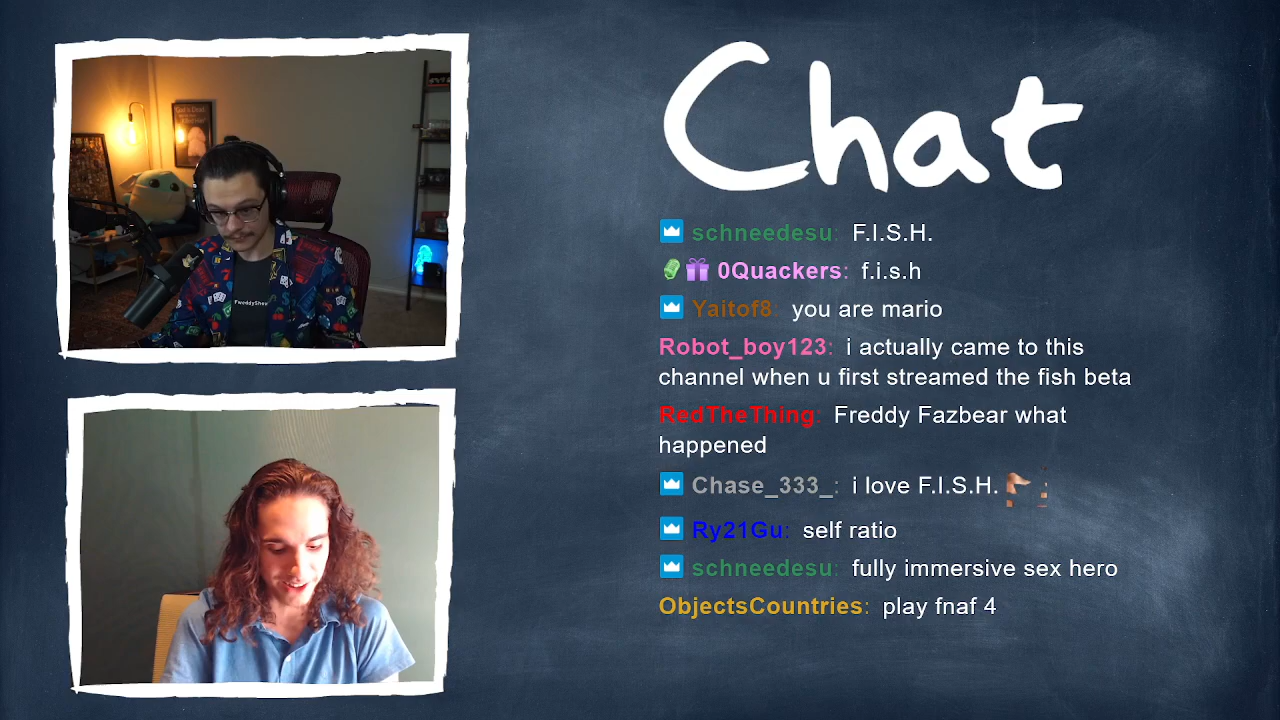 Chat
schneedesu: F.I.S.H.
0Quackers: f.i.s.h
Yaitof8: you are mario
Robot_boy123: i actually came to this
channel when u first streamed the fish beta
RedTheThing: Freddy Fazbear what
happened
Chase_333_: i love F.I.S.H.
Ry21Gu: self ratio
schneedesu: fully immersive sex hero
ObjectsCountries: play fnaf 4